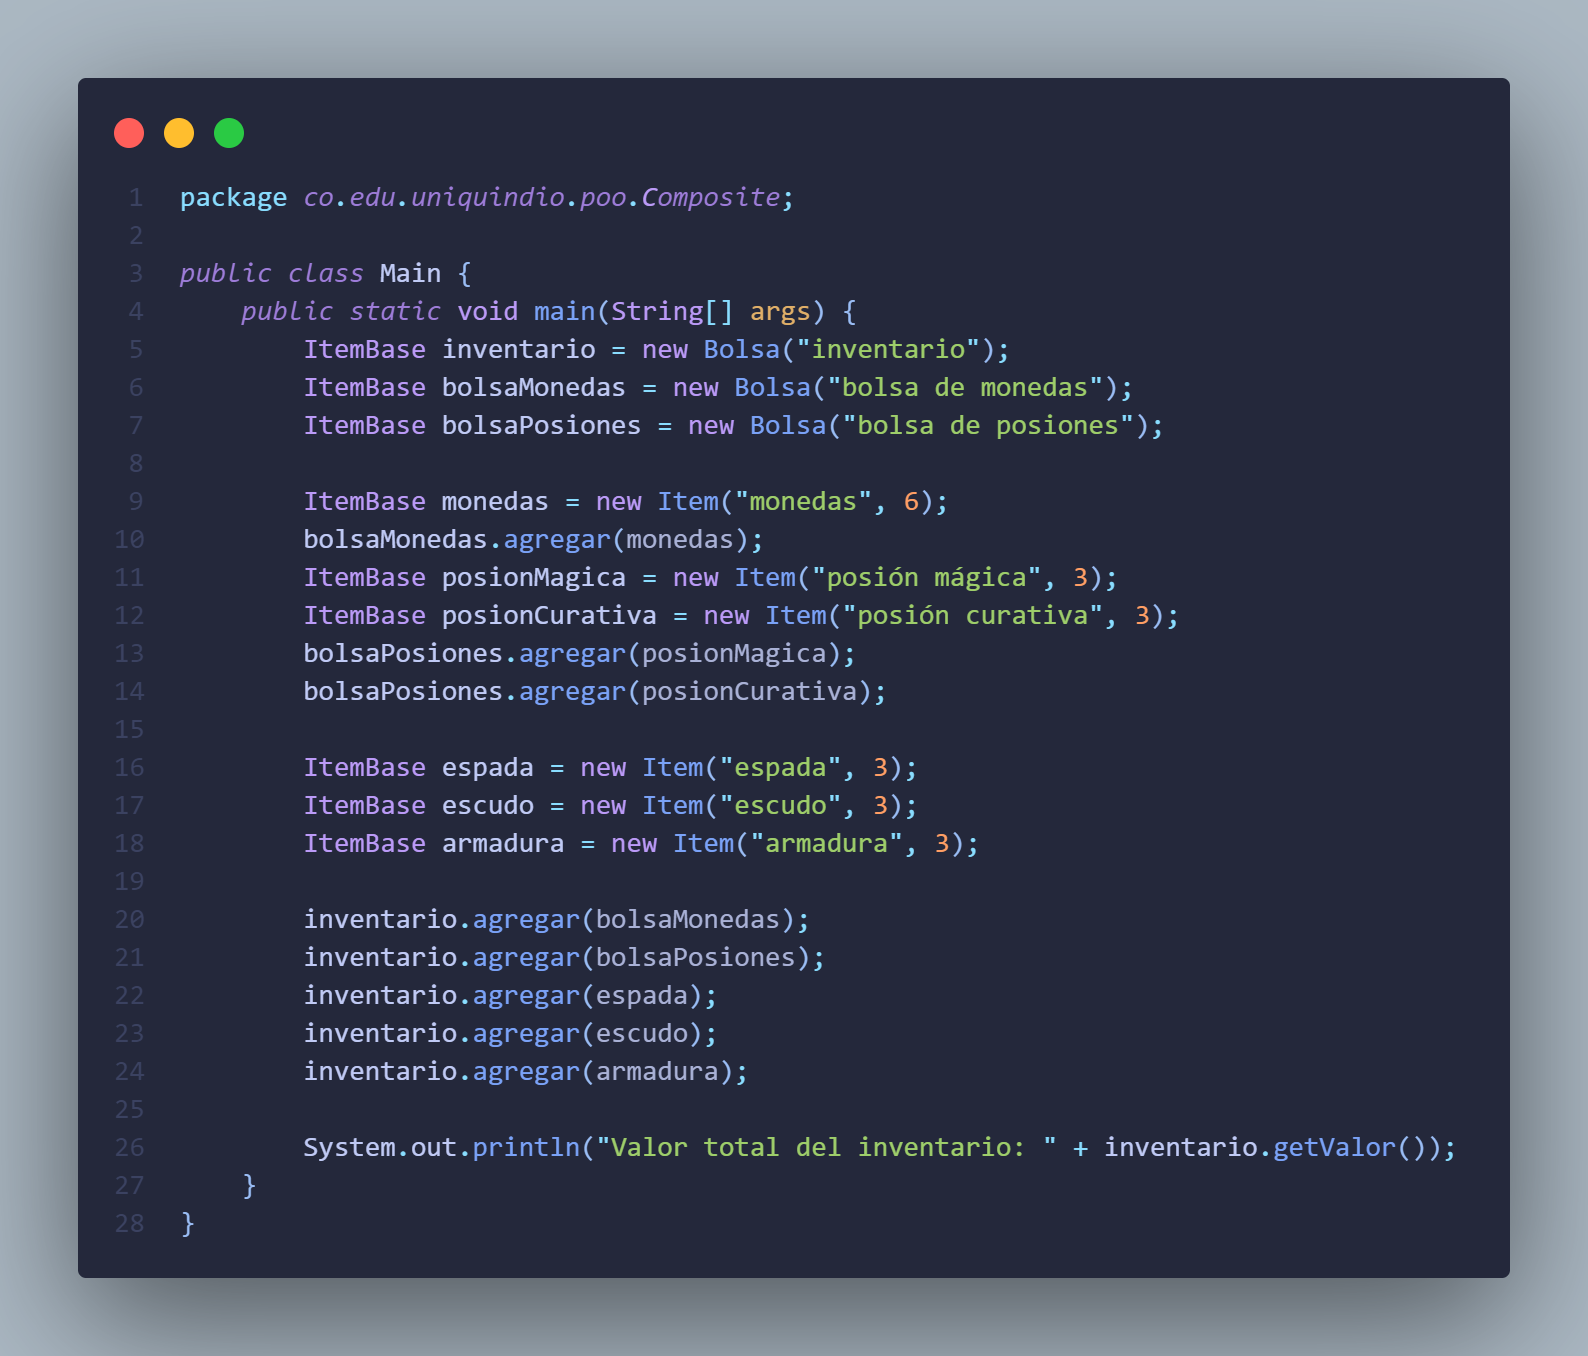 1 package co.edu.uniquindio.poo.Composite;
2
3 public class Main {
4     public static void main(String[] args) {
5         ItemBase inventario = new Bolsa("inventario");
6         ItemBase bolsaMonedas = new Bolsa("bolsa de monedas");
7         ItemBase bolsaPosiones = new Bolsa("bolsa de posiones");
8
9         ItemBase monedas = new Item("monedas", 6);
10         bolsaMonedas.agregar(monedas);
11         ItemBase posionMagica = new Item("posión mágica", 3);
12         ItemBase posionCurativa = new Item("posión curativa", 3);
13         bolsaPosiones.agregar(posionMagica);
14         bolsaPosiones.agregar(posionCurativa);
15
16         ItemBase espada = new Item("espada", 3);
17         ItemBase escudo = new Item("escudo", 3);
18         ItemBase armadura = new Item("armadura", 3);
19
20         inventario.agregar(bolsaMonedas);
21         inventario.agregar(bolsaPosiones);
22         inventario.agregar(espada);
23         inventario.agregar(escudo);
24         inventario.agregar(armadura);
25
26         System.out.println("Valor total del inventario: " + inventario.getValor());
27     }
28 }